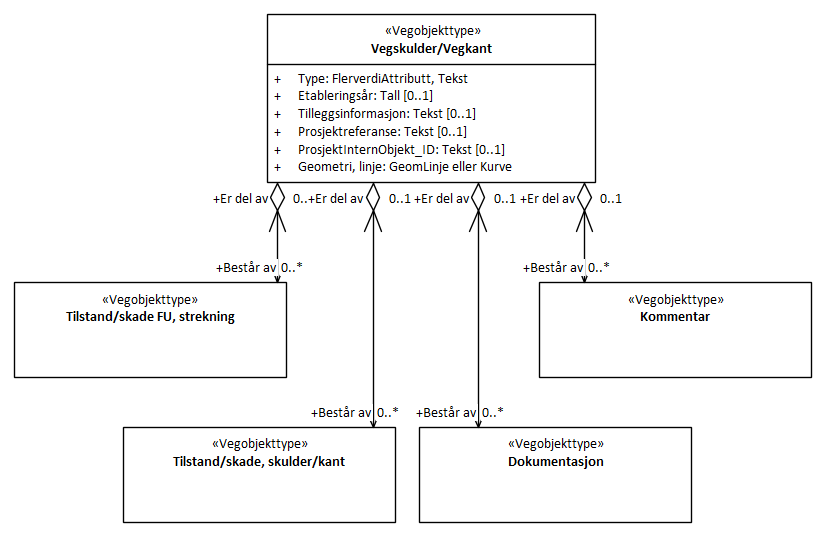 «Vegobjekttype»
Vegskulder/Vegkant
+ Type: FlerverdiAttributt, Tekst
+ Etableringsår: Tall [0..1]
+ Tilleggsinformasjon: Tekst [0..1]
+ Prosjektreferanse: Tekst [0..1]
+ ProsjektInternObjekt_ID: Tekst [0..1]
+ Geometri, linje: GeomLinje eller Kurve
+Er del av 0.. +Er del av 0..1 +Er del av 0..1 +Er del av 0..1
+Består av 0..* +Består av 0..*
«Vegobjekttype»
Tilstand/skade FU, strekning
«Vegobjekttype»
Kommentar
+Består av 0..* +Består av 0..*
«Vegobjekttype»
Tilstand/skade, skulder/kant
«Vegobjekttype»
Dokumentasjon